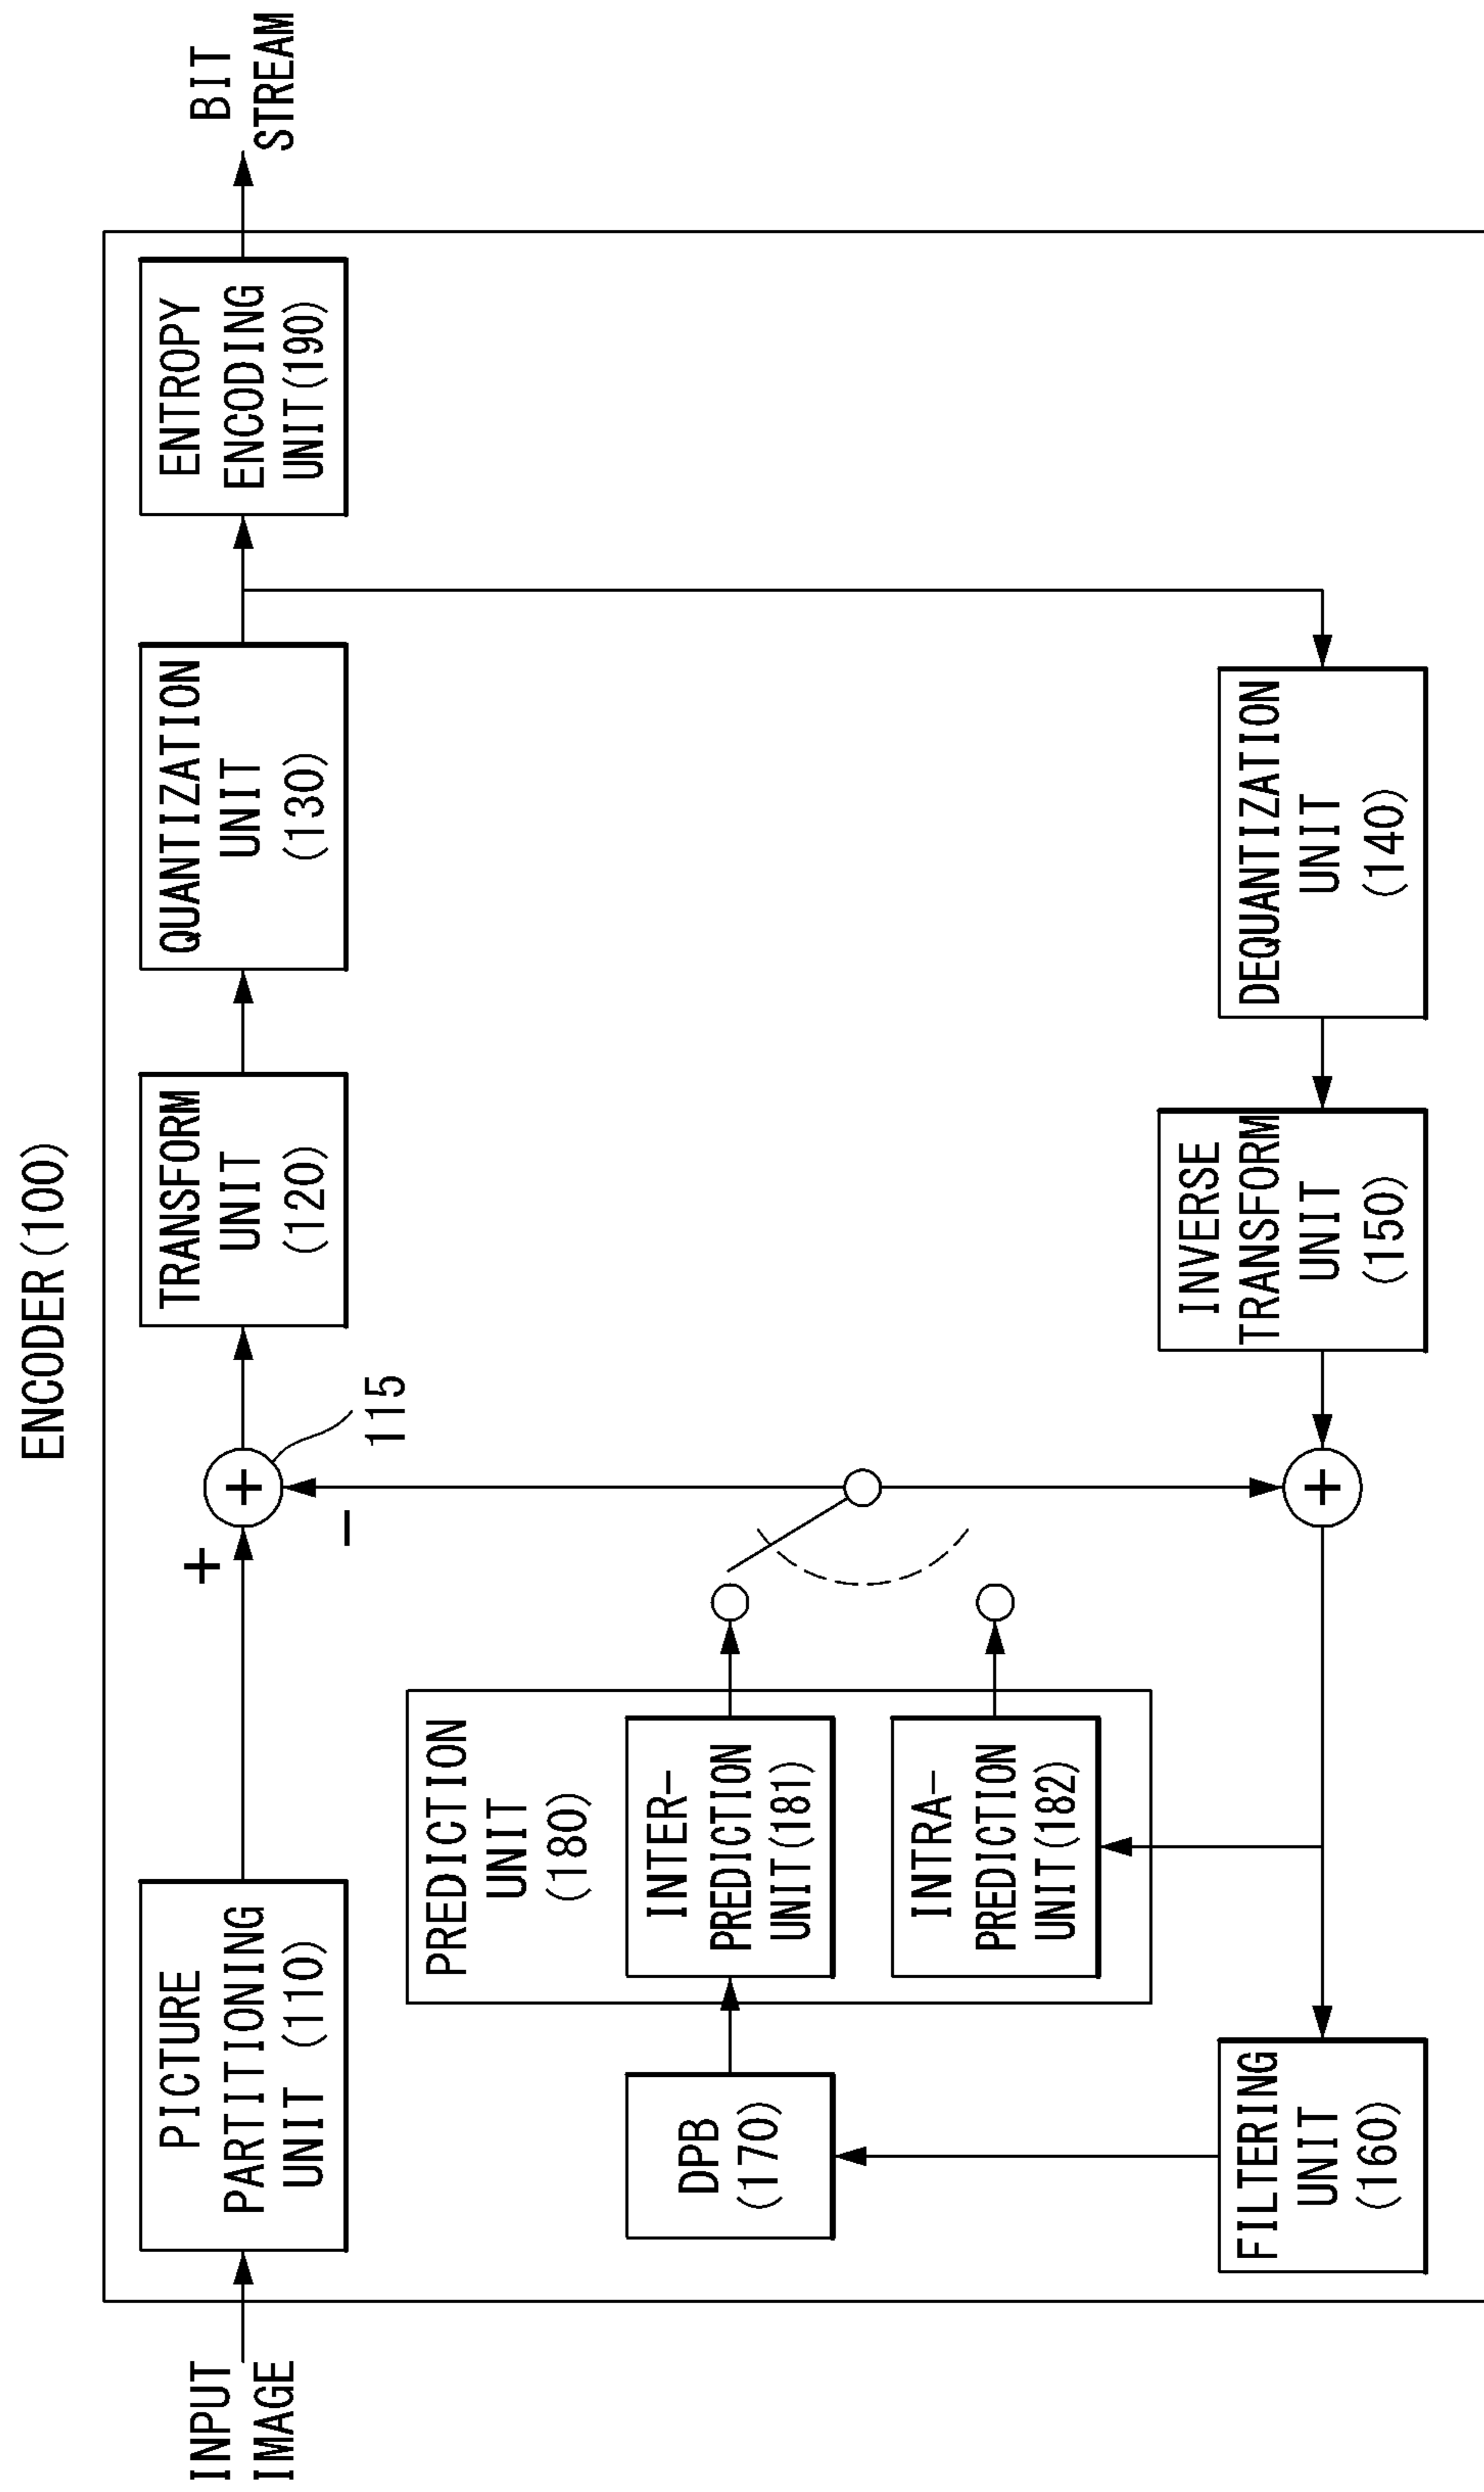 ENCODER(100)
INPUT
IMAGE
PICTURE
PARTITIONING
UNIT (110)
+
−
+
115
TRANSFORM
UNIT
(120)
QUANTIZATION
UNIT
(130)
ENTROPY
ENCODING
UNIT(190)
BIT
STREAM
PREDICTION
UNIT
(180)
DPB
(170)
INTER-
PREDICTION
UNIT(181)
INTRA-
PREDICTION
UNIT(182)
FILTERING
UNIT
(160)
+
INVERSE
TRANSFORM
UNIT
(150)
DEQUANTIZATION
UNIT
(140)